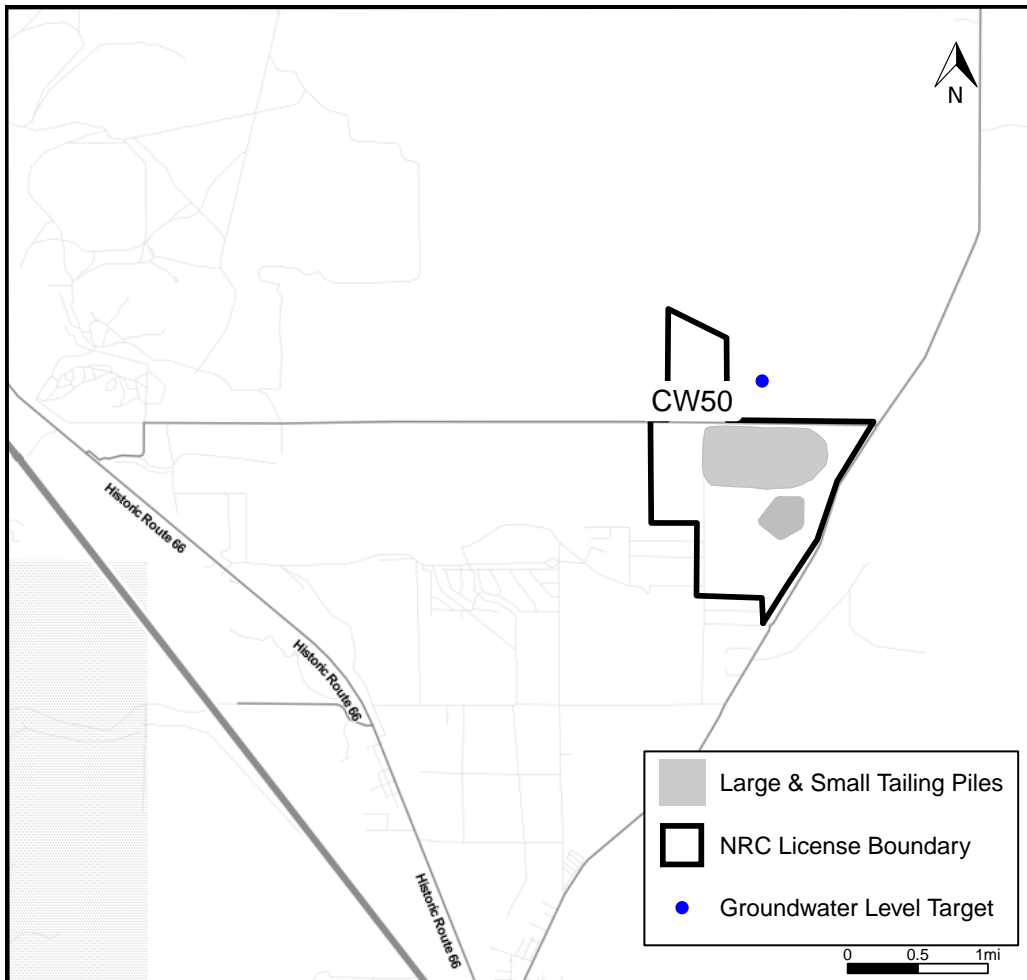 N
CW50
Historic Route 66
Historic Route 66
Historic Route 66
Large & Small Tailing Piles
NRC License Boundary
Groundwater Level Target
0 0.5 1mi